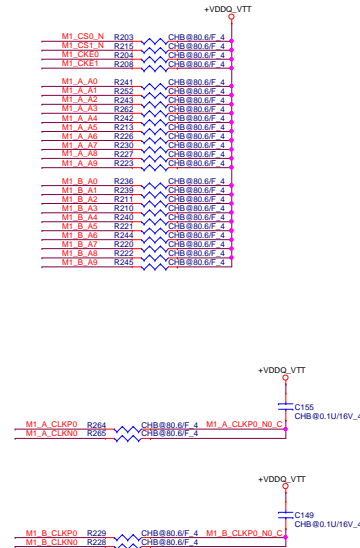 +VDDQ_VTT
M1_CS0_N R203 CHB@80.6/F_4
M1_CS1_N R215 CHB@80.6/F_4
M1_CKE0 R204 CHB@80.6/F_4
M1_CKE1 R208 CHB@80.6/F_4
M1_A_A0 R241 CHB@80.6/F_4
M1_A_A1 R252 CHB@80.6/F_4
M1_A_A2 R243 CHB@80.6/F_4
M1_A_A3 R262 CHB@80.6/F_4
M1_A_A4 R242 CHB@80.6/F_4
M1_A_A5 R213 CHB@80.6/F_4
M1_A_A6 R226 CHB@80.6/F_4
M1_A_A7 R230 CHB@80.6/F_4
M1_A_A8 R227 CHB@80.6/F_4
M1_A_A9 R223 CHB@80.6/F_4
M1_B_A0 R236 CHB@80.6/F_4
M1_B_A1 R239 CHB@80.6/F_4
M1_B_A2 R211 CHB@80.6/F_4
M1_B_A3 R210 CHB@80.6/F_4
M1_B_A4 R240 CHB@80.6/F_4
M1_B_A5 R221 CHB@80.6/F_4
M1_B_A6 R244 CHB@80.6/F_4
M1_B_A7 R220 CHB@80.6/F_4
M1_B_A8 R222 CHB@80.6/F_4
M1_B_A9 R245 CHB@80.6/F_4
+VDDQ_VTT
C155
CHB@0.1U/16V_4
M1_A_CLKP0 R264 CHB@80.6/F_4 M1_A_CLKP0_N0_C
M1_A_CLKN0 R265 CHB@80.6/F_4
+VDDQ_VTT
C149
CHB@0.1U/16V_4
M1_B_CLKP0 R229 CHB@80.6/F_4 M1_B_CLKP0_N0_C
M1_B_CLKN0 R228 CHB@80.6/F_4